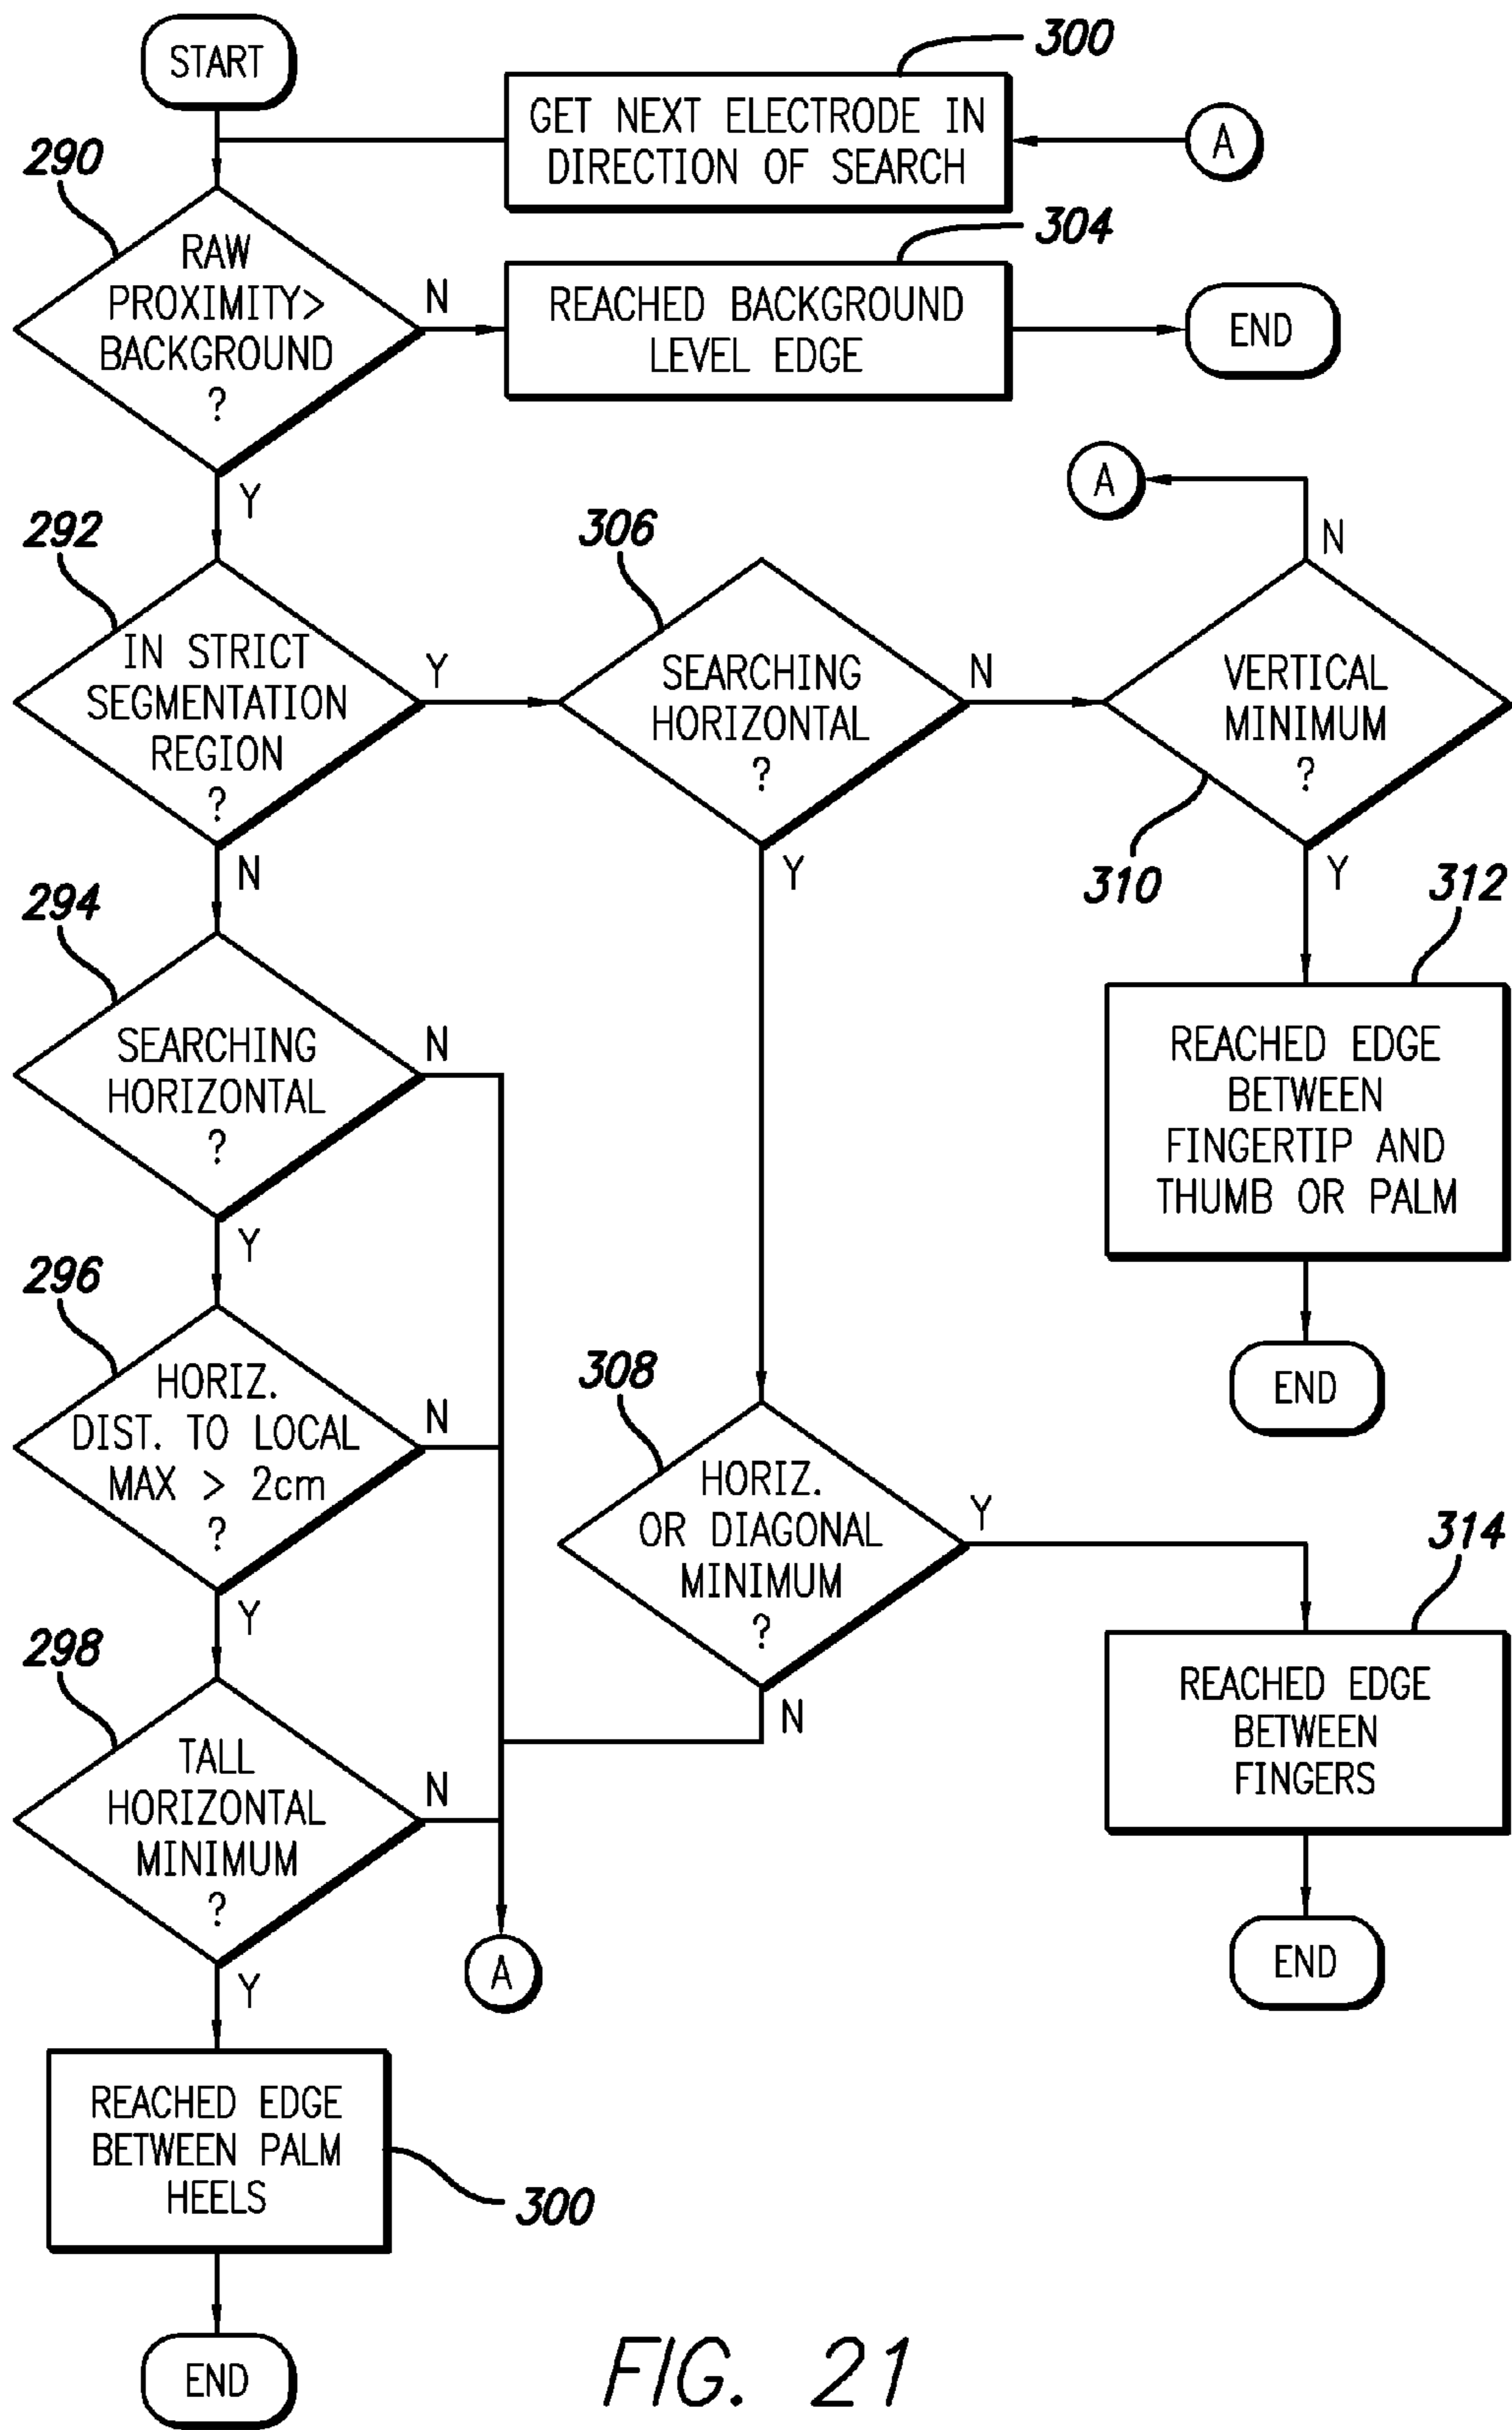 START
300
GET NEXT ELECTRODE IN
DIRECTION OF SEARCH
A
290
RAW
PROXIMITY>
BACKGROUND
?
N
Y
304
REACHED BACKGROUND
LEVEL EDGE
END
292
IN STRICT
SEGMENTATION
REGION
?
Y
N
306
SEARCHING
HORIZONTAL
?
N
Y
A
N
VERTICAL
MINIMUM
?
310
Y
312
REACHED EDGE
BETWEEN
FINGERTIP AND
THUMB OR PALM
END
294
SEARCHING
HORIZONTAL
?
N
Y
296
HORIZ.
DIST. TO LOCAL
MAX > 2cm
?
N
Y
308
HORIZ.
OR DIAGONAL
MINIMUM
?
Y
N
314
REACHED EDGE
BETWEEN
FINGERS
END
298
TALL
HORIZONTAL
MINIMUM
?
N
Y
A
REACHED EDGE
BETWEEN PALM
HEELS
300
END
FIG. 21